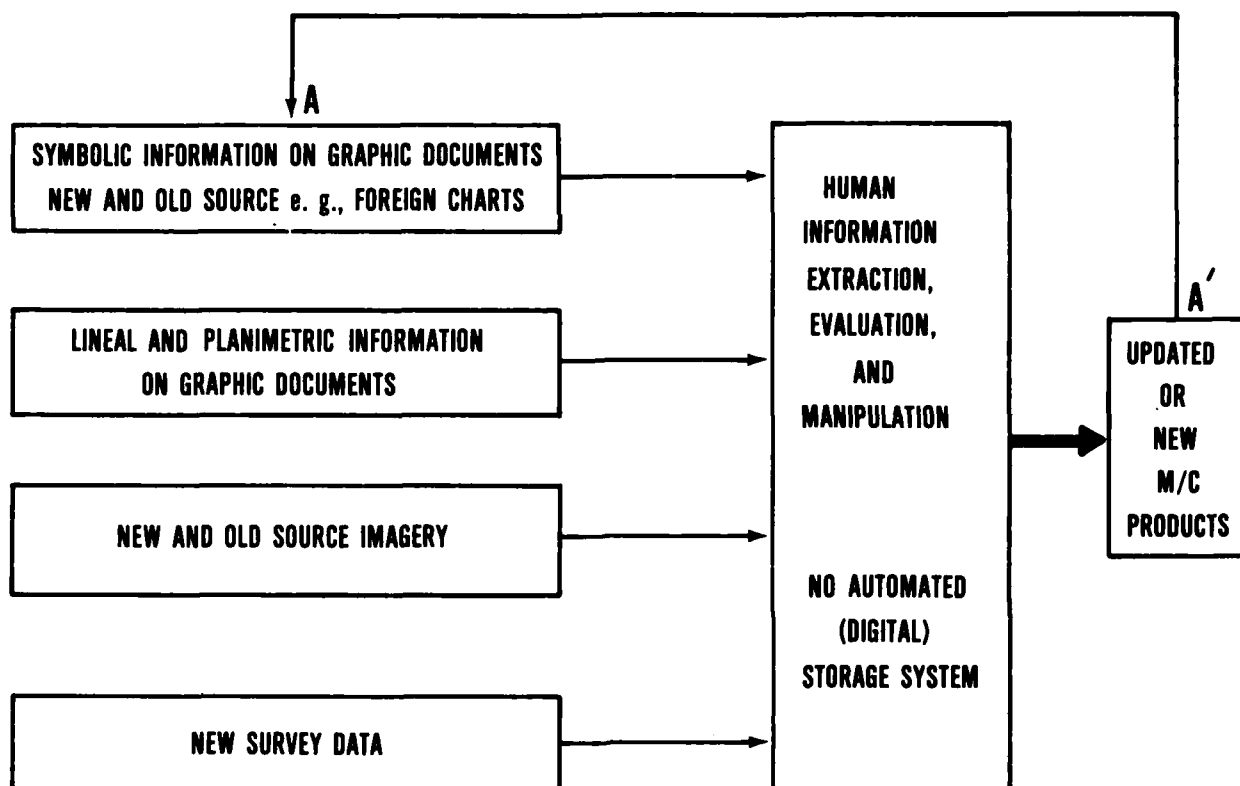 A
SYMBOLIC INFORMATION ON GRAPHIC DOCUMENTS
NEW AND OLD SOURCE e. g., FOREIGN CHARTS
LINEAL AND PLANIMETRIC INFORMATION
ON GRAPHIC DOCUMENTS
NEW AND OLD SOURCE IMAGERY
NEW SURVEY DATA
HUMAN
INFORMATION
EXTRACTION,
EVALUATION,
AND
MANIPULATION
NO AUTOMATED
(DIGITAL)
STORAGE SYSTEM
A′
UPDATED
OR
NEW
M/C
PRODUCTS